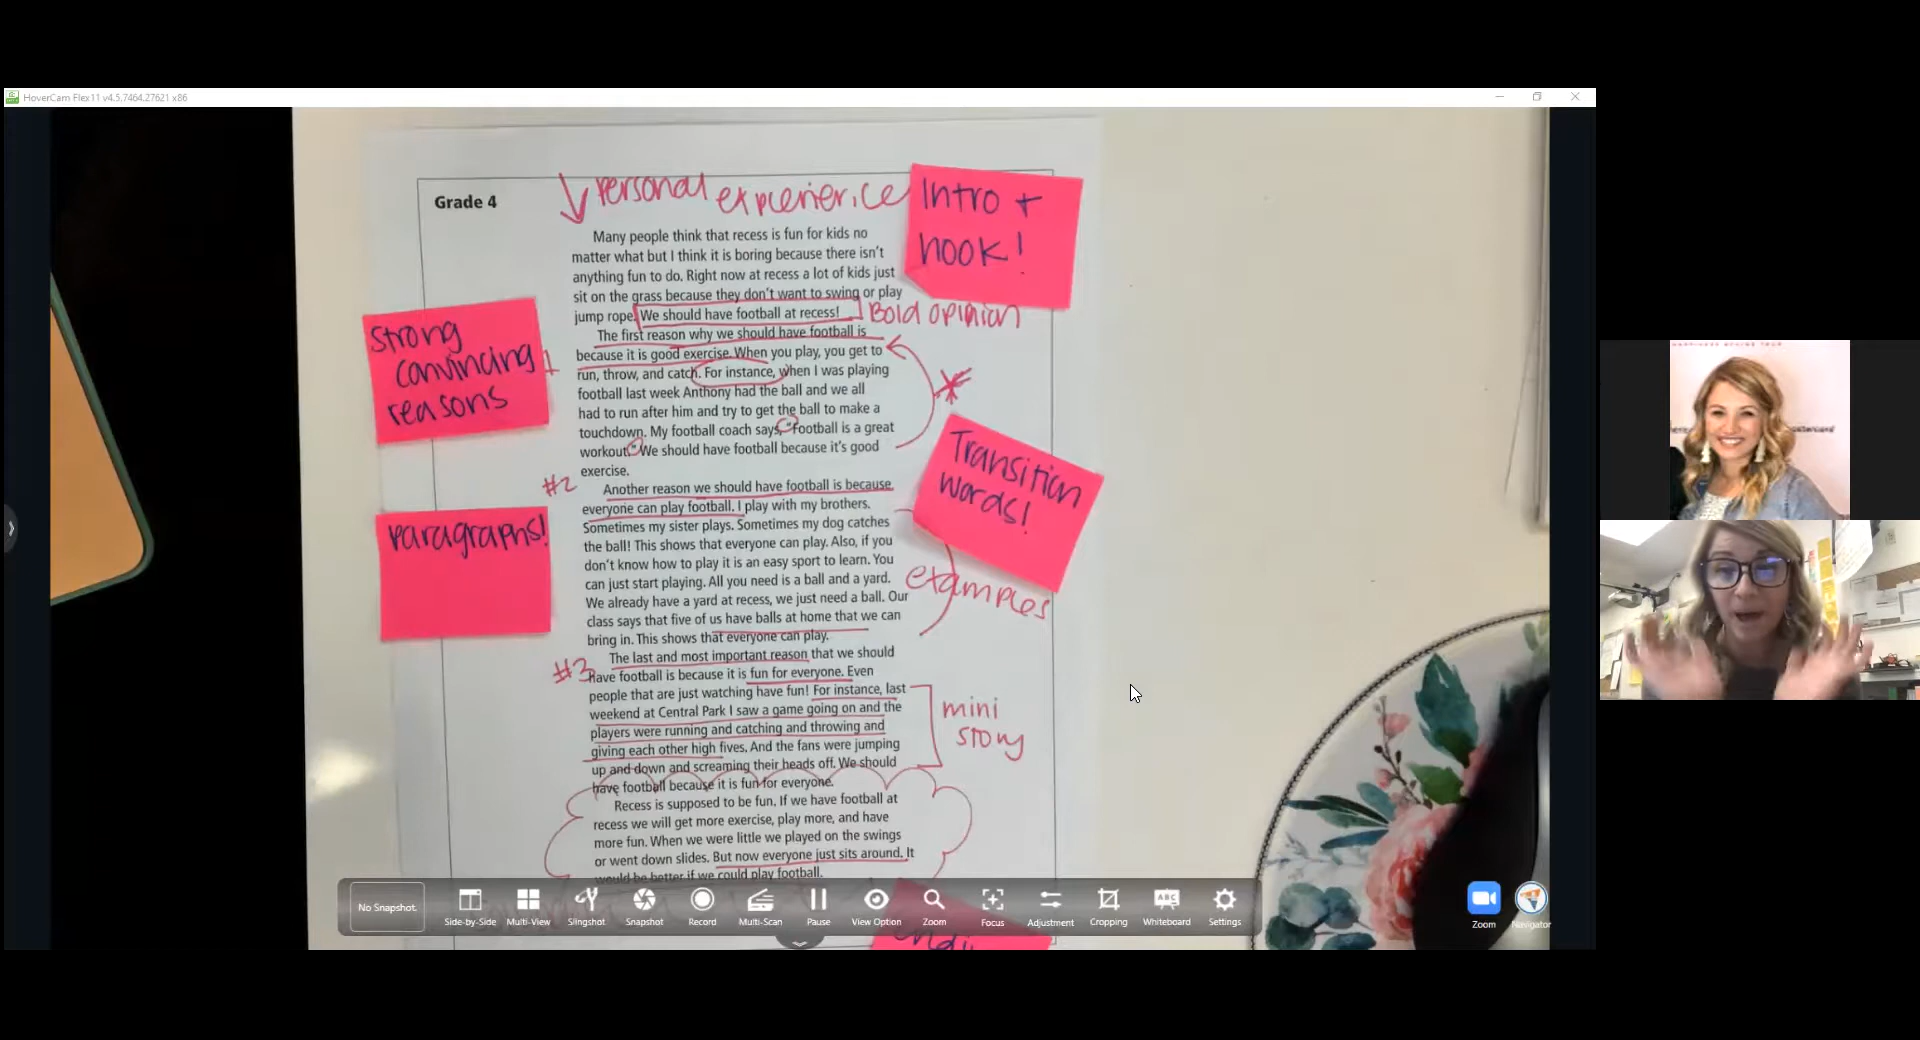 HoverCam Flex11 v4.5.7464.27621 x86
Grade 4
Personal experience
Intro +
hook!
Many people think that recess is fun for kids no
matter what but I think it is boring because there isn't
anything fun to do. Right now at recess a lot of kids just
sit on the grass because they don't want to swing or play
jump rope. We should have football at recess!
Bold opinion
The first reason why we should have football is
because it is good exercise. When you play, you get to
run, throw, and catch. For instance, when I was playing
football last week Anthony had the ball and we all
had to run after him and try to get the ball to make a
touchdown. My football coach says, "Football is a great
workout." We should have football because it's good
exercise.
Strong
convincing
reasons
Transition
words!
#2
Another reason we should have football is because
everyone can play football. I play with my brothers.
Sometimes my sister plays. Sometimes my dog catches
the ball! This shows that everyone can play. Also, if you
don't know how to play it is an easy sport to learn. You
can just start playing. All you need is a ball and a yard.
We already have a yard at recess, we just need a ball. Our
class says that five of us have balls at home that we can
bring in. This shows that everyone can play.
Paragraphs!
examples
#3
The last and most important reason that we should
have football is because it is fun for everyone. Even
people that are just watching have fun! For instance, last
weekend at Central Park I saw a game going on and the
players were running and catching and throwing and
giving each other high fives. And the fans were jumping
up and down and screaming their heads off. We should
have football because it is fun for everyone.
mini
story
Recess is supposed to be fun. If we have football at
recess we will get more exercise, play more, and have
more fun. When we were little we played on the swings
or went down slides. But now everyone just sits around. It
would be better if we could play football.
No Snapshot.
Side-by-Side
Multi-View
Slingshot
Snapshot
Record
Multi-Scan
Pause
View Option
Zoom
Focus
Adjustment
Cropping
ABC
Whiteboard
Settings
Zoom
Navigator